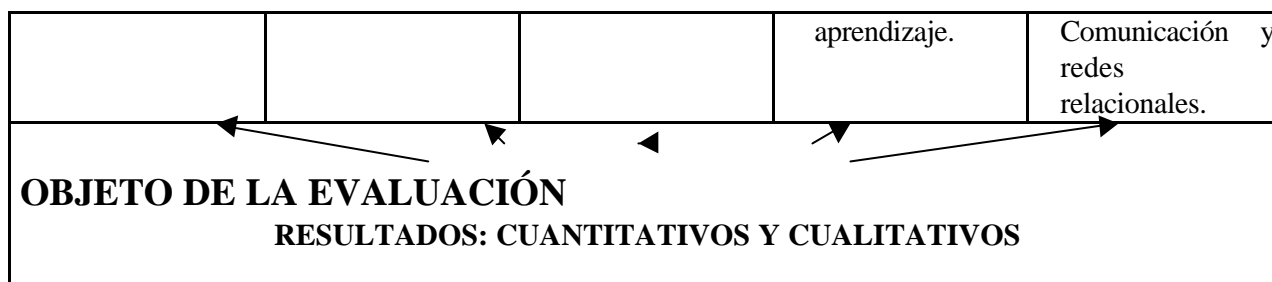 aprendizaje.
Comunicación y
redes
relacionales.
OBJETO DE LA EVALUACIÓN
RESULTADOS: CUANTITATIVOS Y CUALITATIVOS